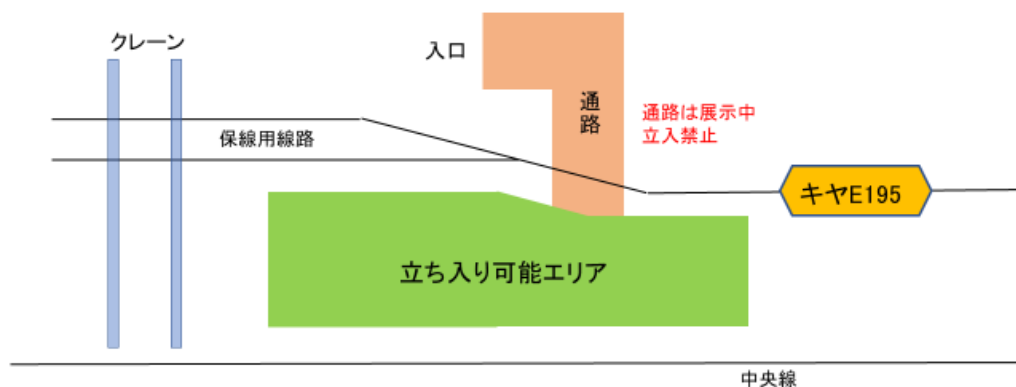 クレーン
入口
通路
通路は展示中
立入禁止
保線用線路
キヤE195
立ち入り可能エリア
中央線